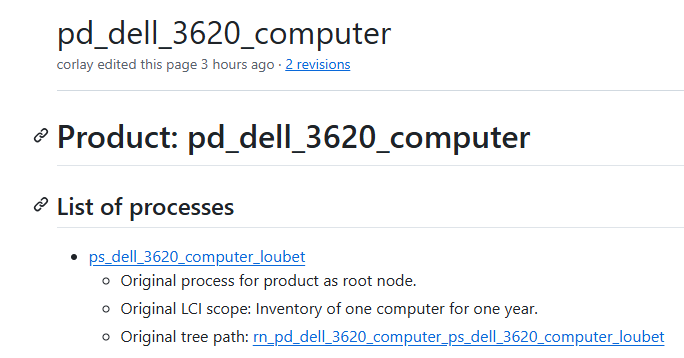 pd_dell_3620_computer
corlay edited this page 3 hours ago · 2 revisions
Product: pd_dell_3620_computer
List of processes
ps_dell_3620_computer_loubet
Original process for product as root node.
Original LCI scope: Inventory of one computer for one year.
Original tree path: rn_pd_dell_3620_computer_ps_dell_3620_computer_loubet